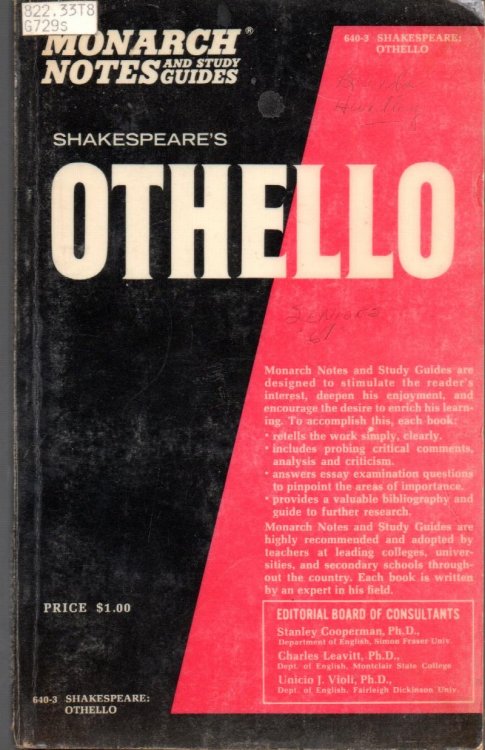 822.33T8
G729s
MONARCH®
NOTES AND STUDY GUIDES
640-3 SHAKESPEARE:
OTHELLO
SHAKESPEARE'S
OTHELLO
Seniors
61
Monarch Notes and Study Guides are
designed to stimulate the reader's
interest, deepen his enjoyment, and
encourage the desire to enrich his learn-
ing. To accomplish this, each book:
• retells the work simply, clearly.
• includes probing critical comments,
analysis and criticism.
• answers essay examination questions
to pinpoint the areas of importance.
• provides a valuable bibliography and
guide to further research.
Monarch Notes and Study Guides are
highly recommended and adopted by
teachers at leading colleges, univer-
sities, and secondary schools through-
out the country. Each book is written
by an expert in his field.
PRICE $1.00
EDITORIAL BOARD OF CONSULTANTS
Stanley Cooperman, Ph.D.,
Department of English, Simon Fraser Univ.
Charles Leavitt, Ph.D.,
Dept. of English, Montclair State College
Unicio J. Violi, Ph.D.,
Dept. of English, Fairleigh Dickinson Univ.
640-3 SHAKESPEARE:
OTHELLO